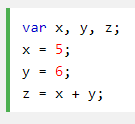 var x, y, z;
x = 5;
y = 6;
z = x + y;